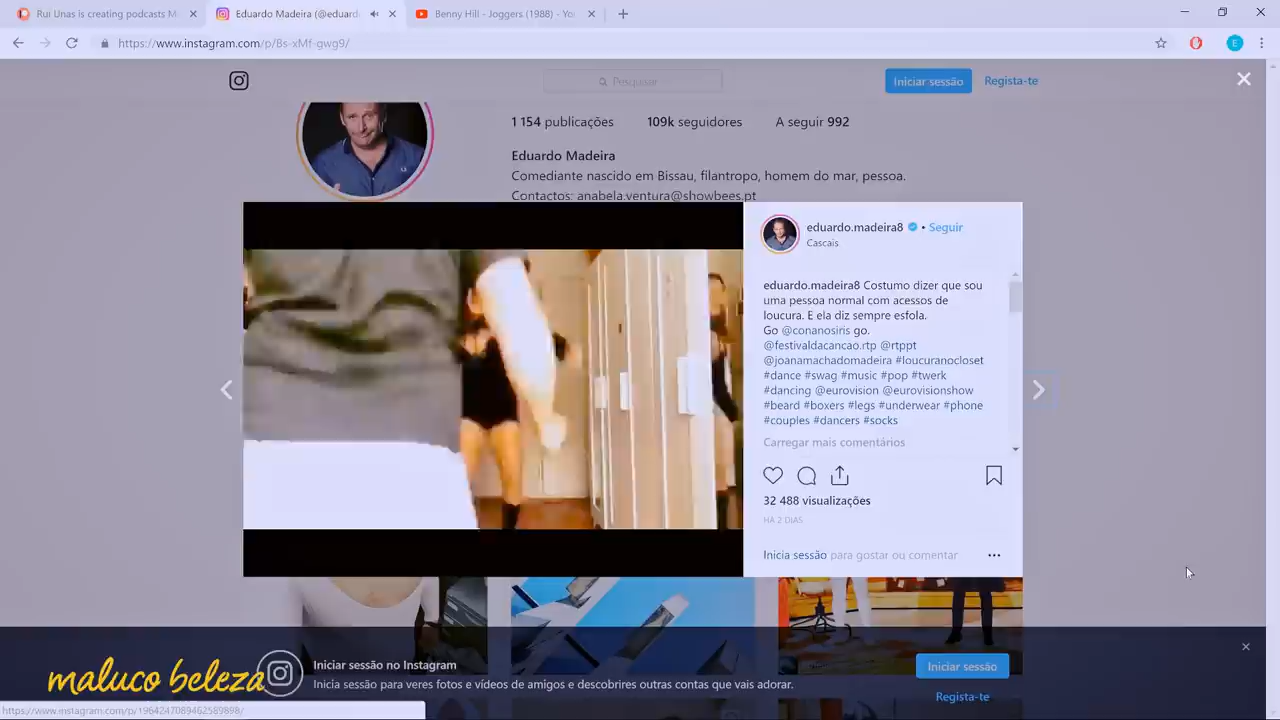 Rui Unas is creating podcasts M
Eduardo Madeira (@eduard
Benny Hill - Joggers (1988) - Yo
https://www.instagram.com/p/Bs-xMf-gwg9/
Pesquisar
Iniciar sessão
Regista-te
1 154 publicações 109k seguidores A seguir 992
Eduardo Madeira
Comediante nascido em Bissau, filantropo, homem do mar, pessoa.
Contactos: anabela.ventura@showbees.pt
eduardo.madeira8 • Seguir
Cascais
eduardo.madeira8 Costumo dizer que sou
uma pessoa normal com acessos de
loucura. E ela diz sempre esfola.
Go @conanosiris go.
@festivaldacancao.rtp @rtppt
@joanamachadomadeira #loucuranocloset
#dance #swag #music #pop #twerk
#dancing @eurovision @eurovisionshow
#beard #boxers #legs #underwear #phone
#couples #dancers #socks
Carregar mais comentários
32 488 visualizações
HÁ 2 DIAS
Inicia sessão para gostar ou comentar
maluco beleza
Iniciar sessão no Instagram
Inicia sessão para veres fotos e vídeos de amigos e descobrires outras contas que vais adorar.
Iniciar sessão
Regista-te
https://www.instagram.com/p/1964247089462589898/